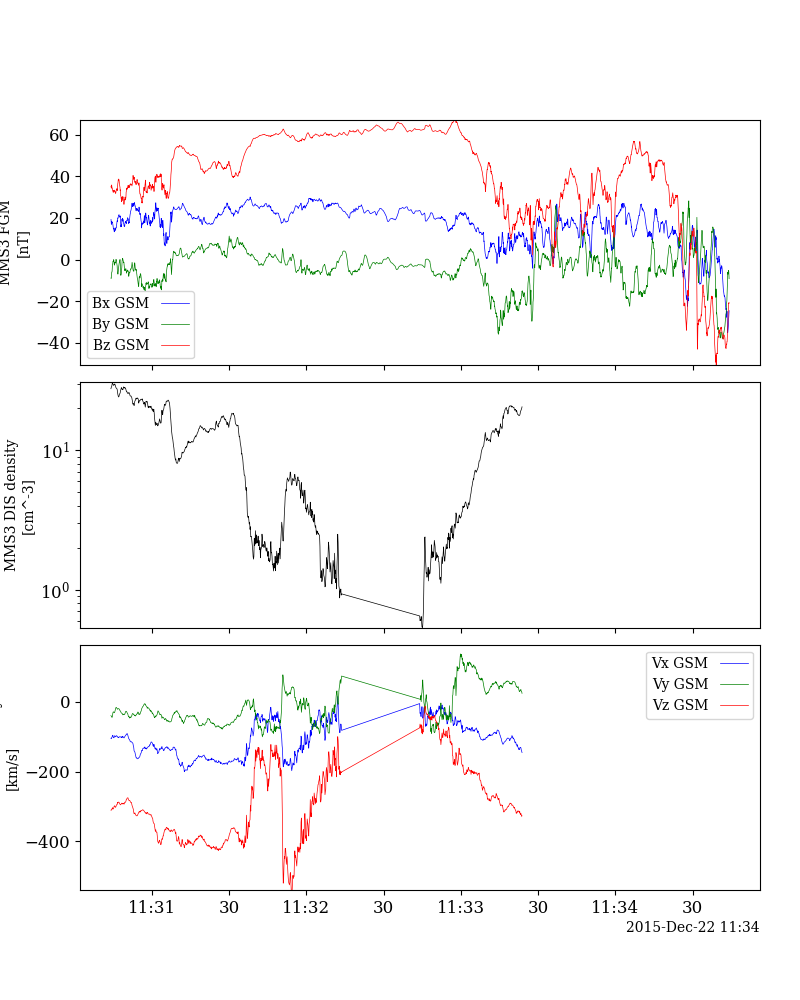 60
40
20
0
−20
−40
MMS3 FGM
[nT]
Bx GSM
By GSM
Bz GSM
10^1
10^0
MMS3 DIS density
[cm^-3]
0
−200
−400
[km/s]
Vx GSM
Vy GSM
Vz GSM
11:31 30 11:32 30 11:33 30 11:34 30
2015-Dec-22 11:34